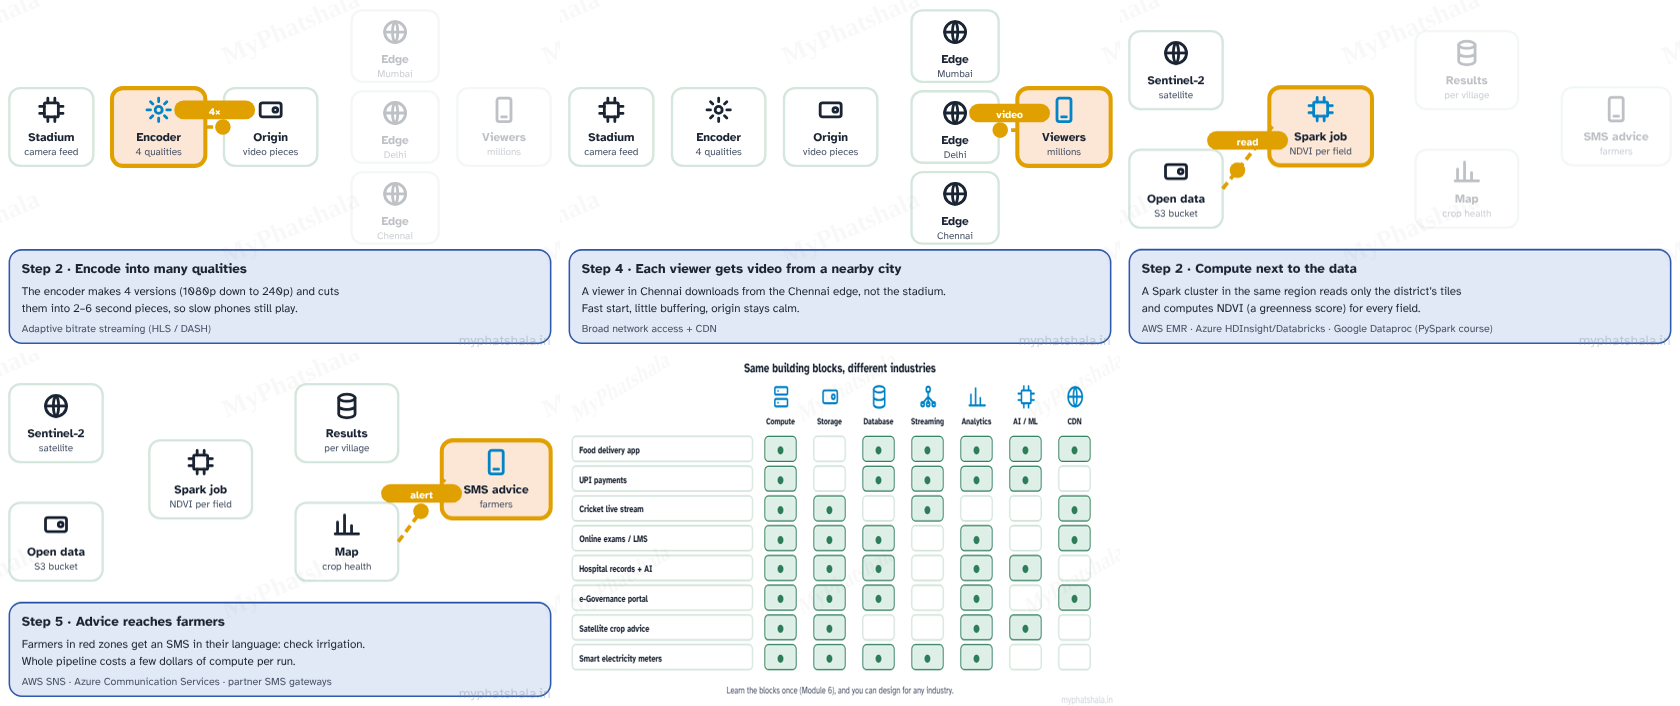 Edge
Mumbai
Stadium
camera feed
Encoder
4 qualities
4×
Origin
video pieces
Edge
Delhi
Viewers
millions
Edge
Chennai
Step 2 · Encode into many qualities
The encoder makes 4 versions (1080p down to 240p) and cuts
them into 2–6 second pieces, so slow phones still play.
Adaptive bitrate streaming (HLS / DASH)
myphatshala.in
Edge
Mumbai
Stadium
camera feed
Encoder
4 qualities
Origin
video pieces
Edge
Delhi
video
Viewers
millions
Edge
Chennai
Step 4 · Each viewer gets video from a nearby city
A viewer in Chennai downloads from the Chennai edge, not the stadium.
Fast start, little buffering, origin stays calm.
Broad network access + CDN
myphatshala.in
Sentinel-2
satellite
Open data
S3 bucket
read
Spark job
NDVI per field
Results
per village
Map
crop health
SMS advice
farmers
Step 2 · Compute next to the data
A Spark cluster in the same region reads only the district's tiles
and computes NDVI (a greenness score) for every field.
AWS EMR · Azure HDInsight/Databricks · Google Dataproc (PySpark course)
myphatshala.in
Sentinel-2
satellite
Open data
S3 bucket
Spark job
NDVI per field
Results
per village
Map
crop health
alert
SMS advice
farmers
Step 5 · Advice reaches farmers
Farmers in red zones get an SMS in their language: check irrigation.
Whole pipeline costs a few dollars of compute per run.
AWS SNS · Azure Communication Services · partner SMS gateways
myphatshala.in
Same building blocks, different industries
Compute Storage Database Streaming Analytics AI / ML CDN
Food delivery app
UPI payments
Cricket live stream
Online exams / LMS
Hospital records + AI
e-Governance portal
Satellite crop advice
Smart electricity meters
Learn the blocks once (Module 6), and you can design for any industry.
myphatshala.in
MyPhatshala